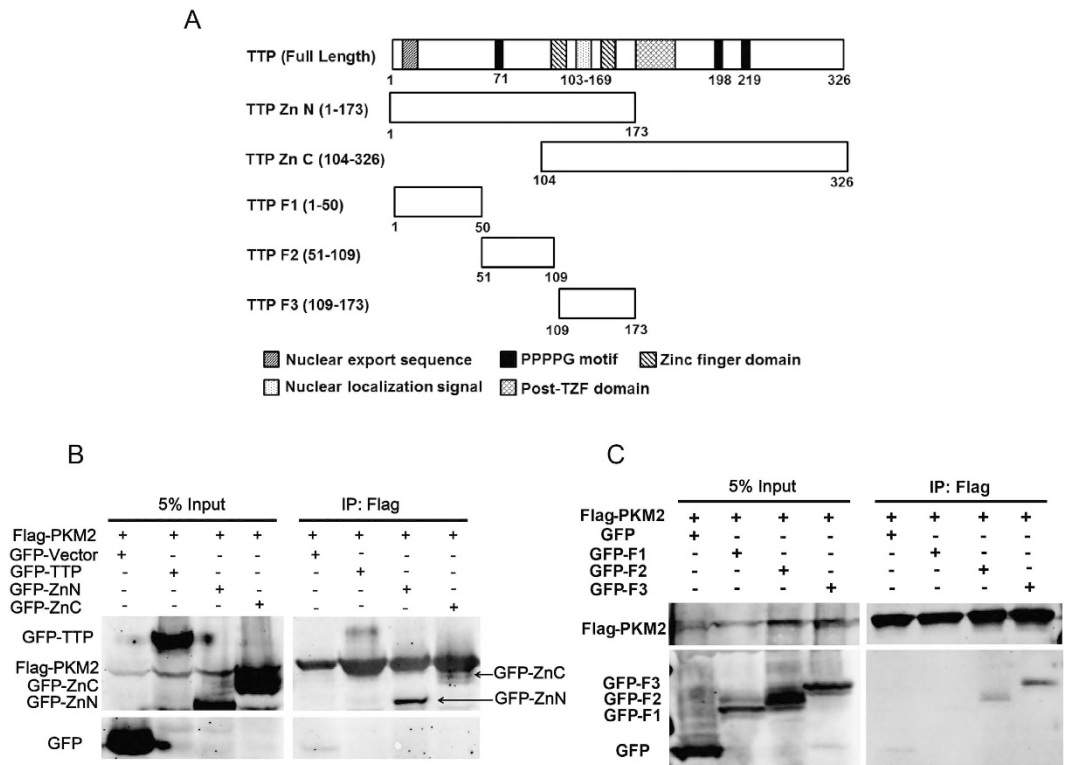 A
TTP (Full Length)
1 71 103-169 198 219 326
TTP Zn N (1-173)
1 173
TTP Zn C (104-326)
104 326
TTP F1 (1-50)
1 50
TTP F2 (51-109)
51 109
TTP F3 (109-173)
109 173
Nuclear export sequence PPPPG motif Zinc finger domain
Nuclear localization signal Post-TZF domain
B
5% Input IP: Flag
Flag-PKM2 + + + + + + + +
GFP-Vector + - - - + - - -
GFP-TTP - + - - - + - -
GFP-ZnN - - + - - - + -
GFP-ZnC - - - + - - - +
GFP-TTP
Flag-PKM2
GFP-ZnC GFP-ZnC
GFP-ZnN GFP-ZnN
GFP
C
5% Input IP: Flag
Flag-PKM2 + + + + + + + +
GFP + - - - + - - -
GFP-F1 - + - - - + - -
GFP-F2 - - + - - - + -
GFP-F3 - - - + - - - +
Flag-PKM2
GFP-F3
GFP-F2
GFP-F1
GFP